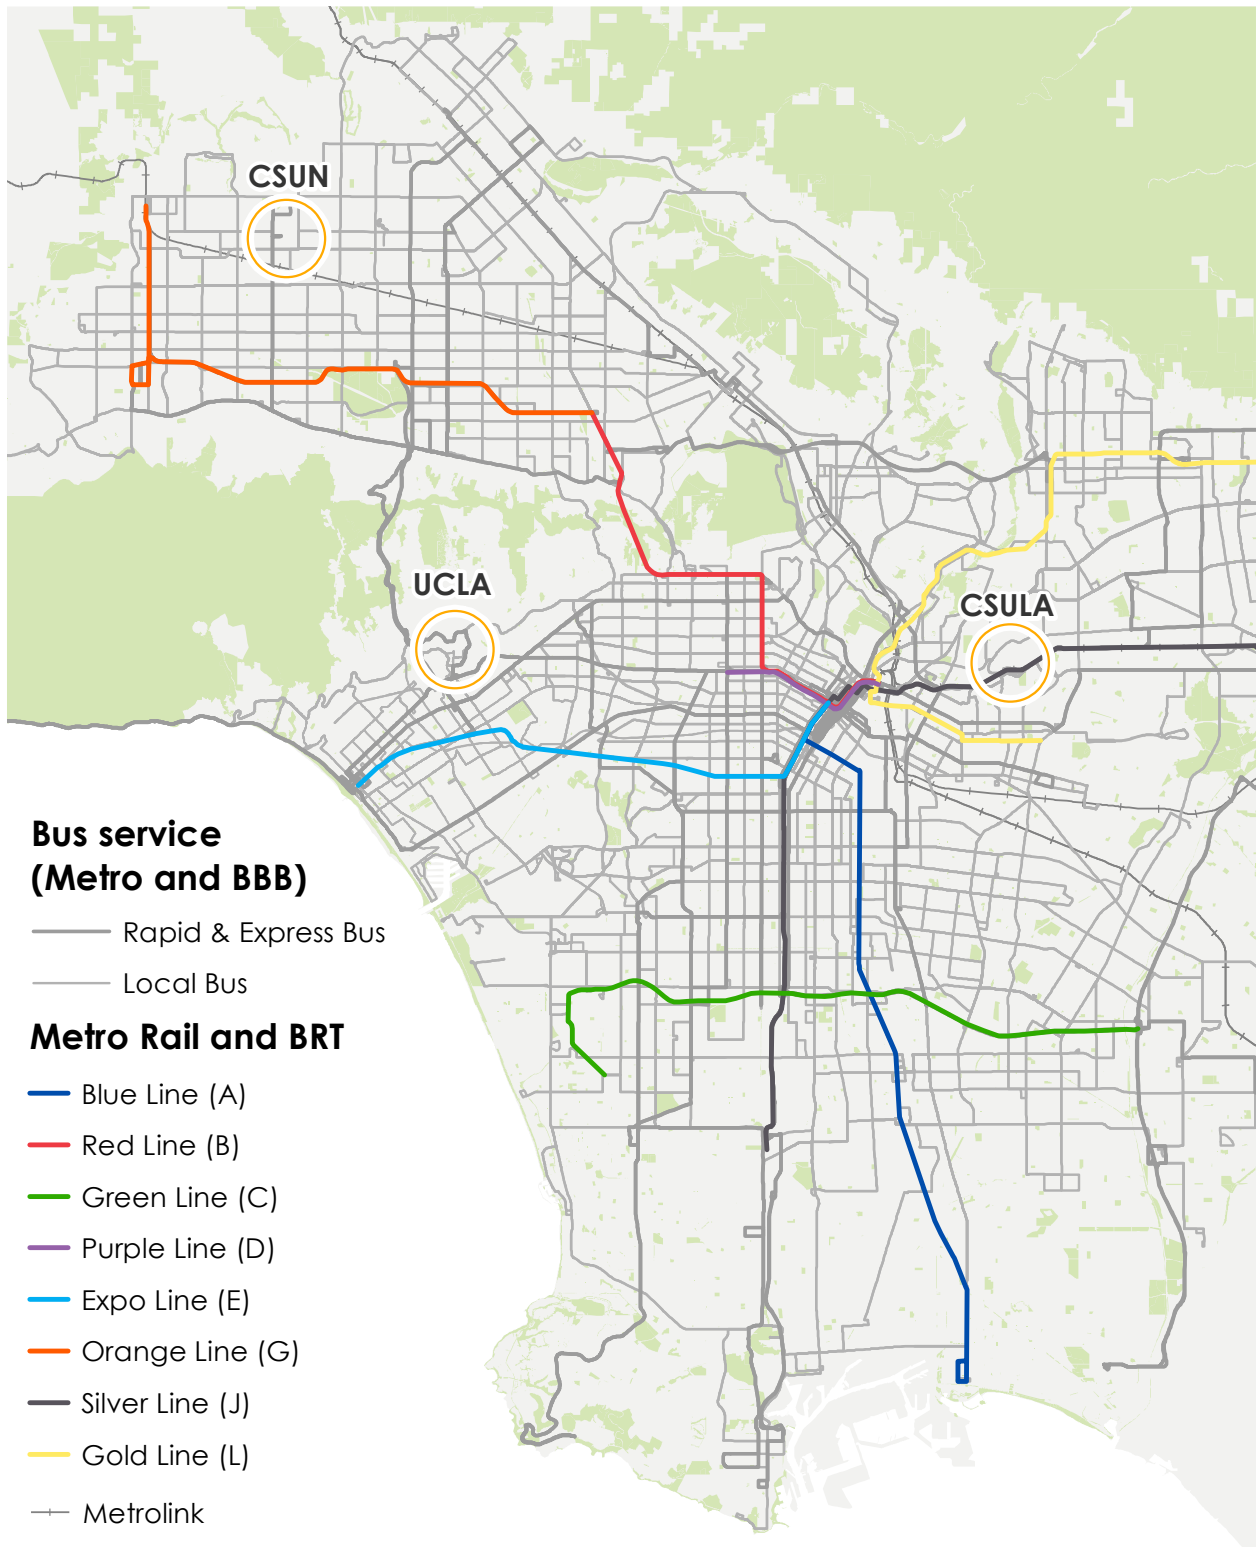 CSUN
UCLA
CSULA
Bus service
(Metro and BBB)
Rapid & Express Bus
Local Bus
Metro Rail and BRT
Blue Line (A)
Red Line (B)
Green Line (C)
Purple Line (D)
Expo Line (E)
Orange Line (G)
Silver Line (J)
Gold Line (L)
Metrolink